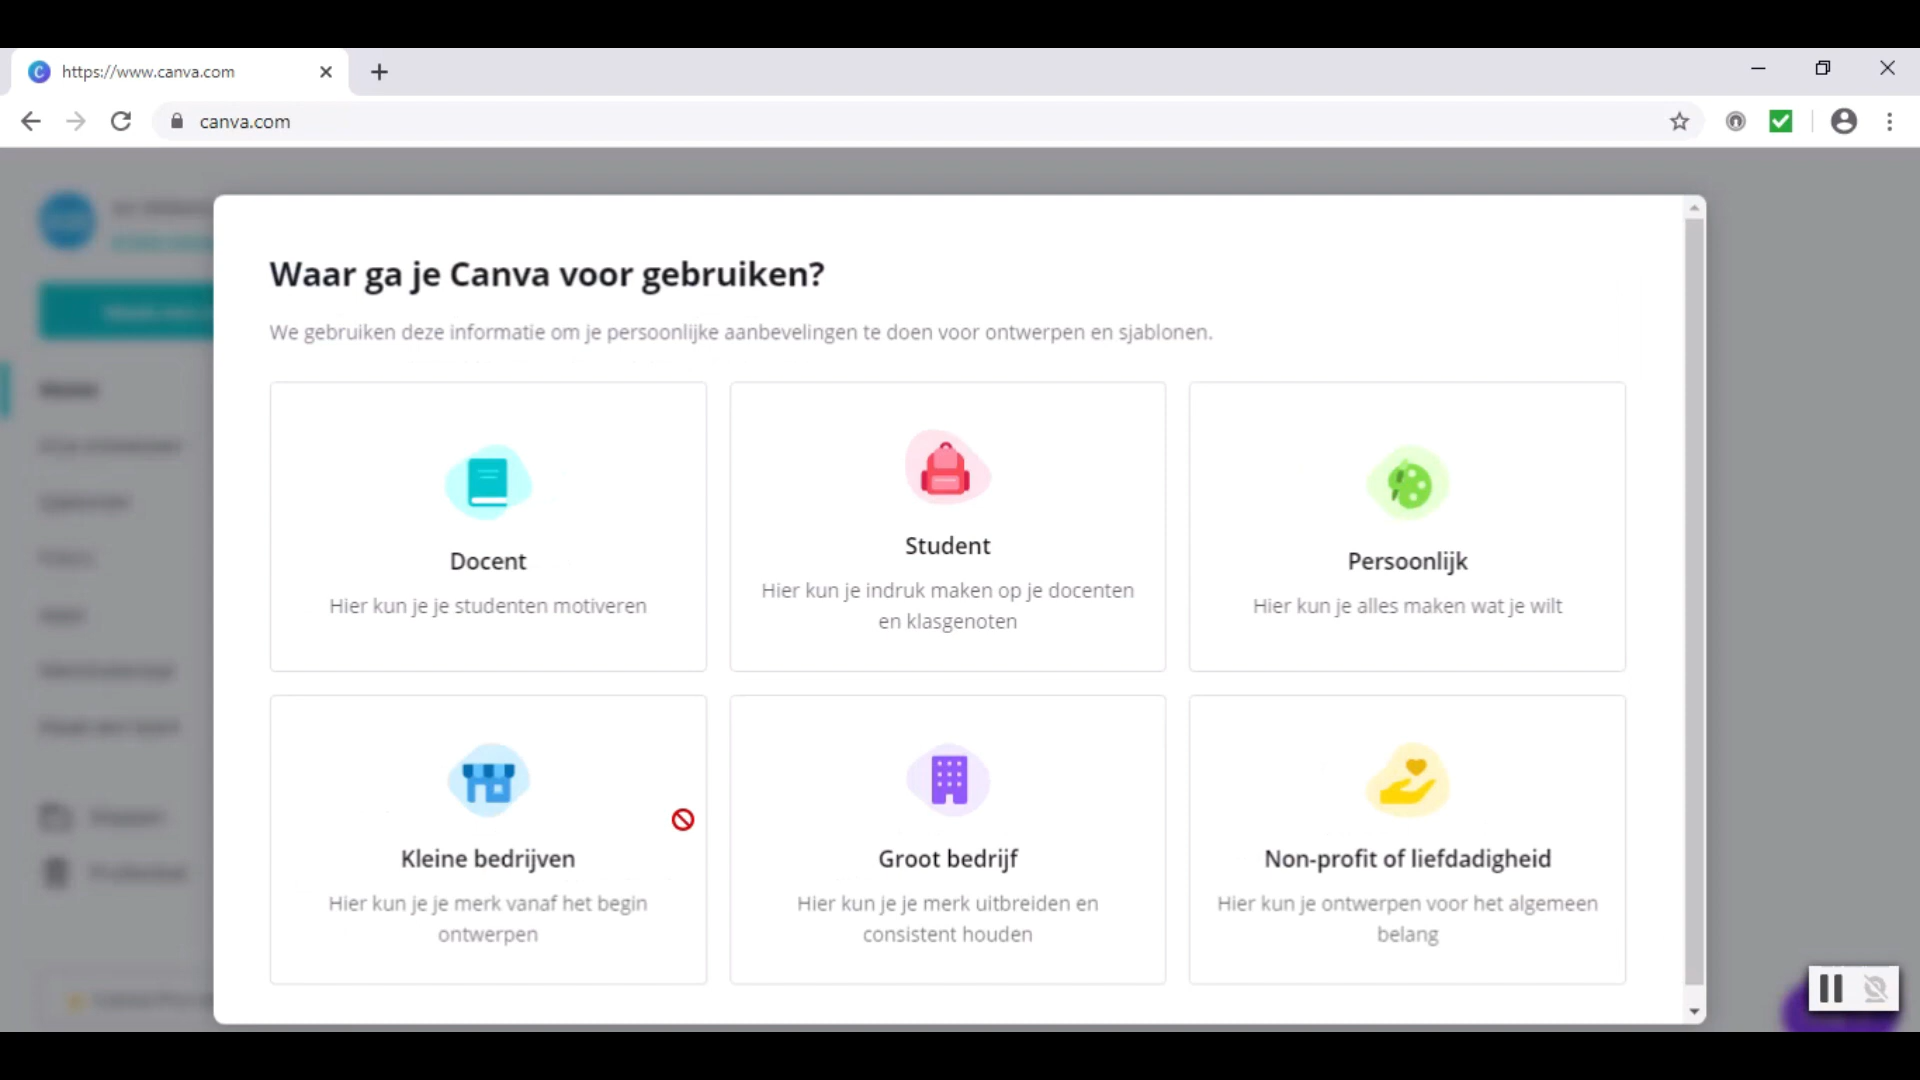 https://www.canva.com
canva.com
Waar ga je Canva voor gebruiken?
We gebruiken deze informatie om je persoonlijke aanbevelingen te doen voor ontwerpen en sjablonen.
Docent
Hier kun je je studenten motiveren
Student
Hier kun je indruk maken op je docenten
en klasgenoten
Persoonlijk
Hier kun je alles maken wat je wilt
Kleine bedrijven
Hier kun je je merk vanaf het begin
ontwerpen
Groot bedrijf
Hier kun je je merk uitbreiden en
consistent houden
Non-profit of liefdadigheid
Hier kun je ontwerpen voor het algemeen
belang